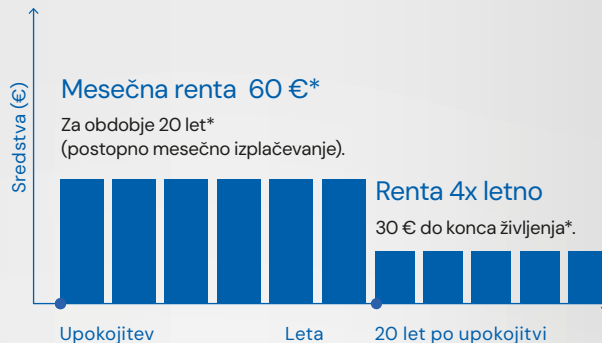 Sredstva (€)
Mesečna renta 60 €*
Za obdobje 20 let*
(postopno mesečno izplačevanje).
Renta 4x letno
30 € do konca življenja*.
Upokojitev
Leta
20 let po upokojitvi